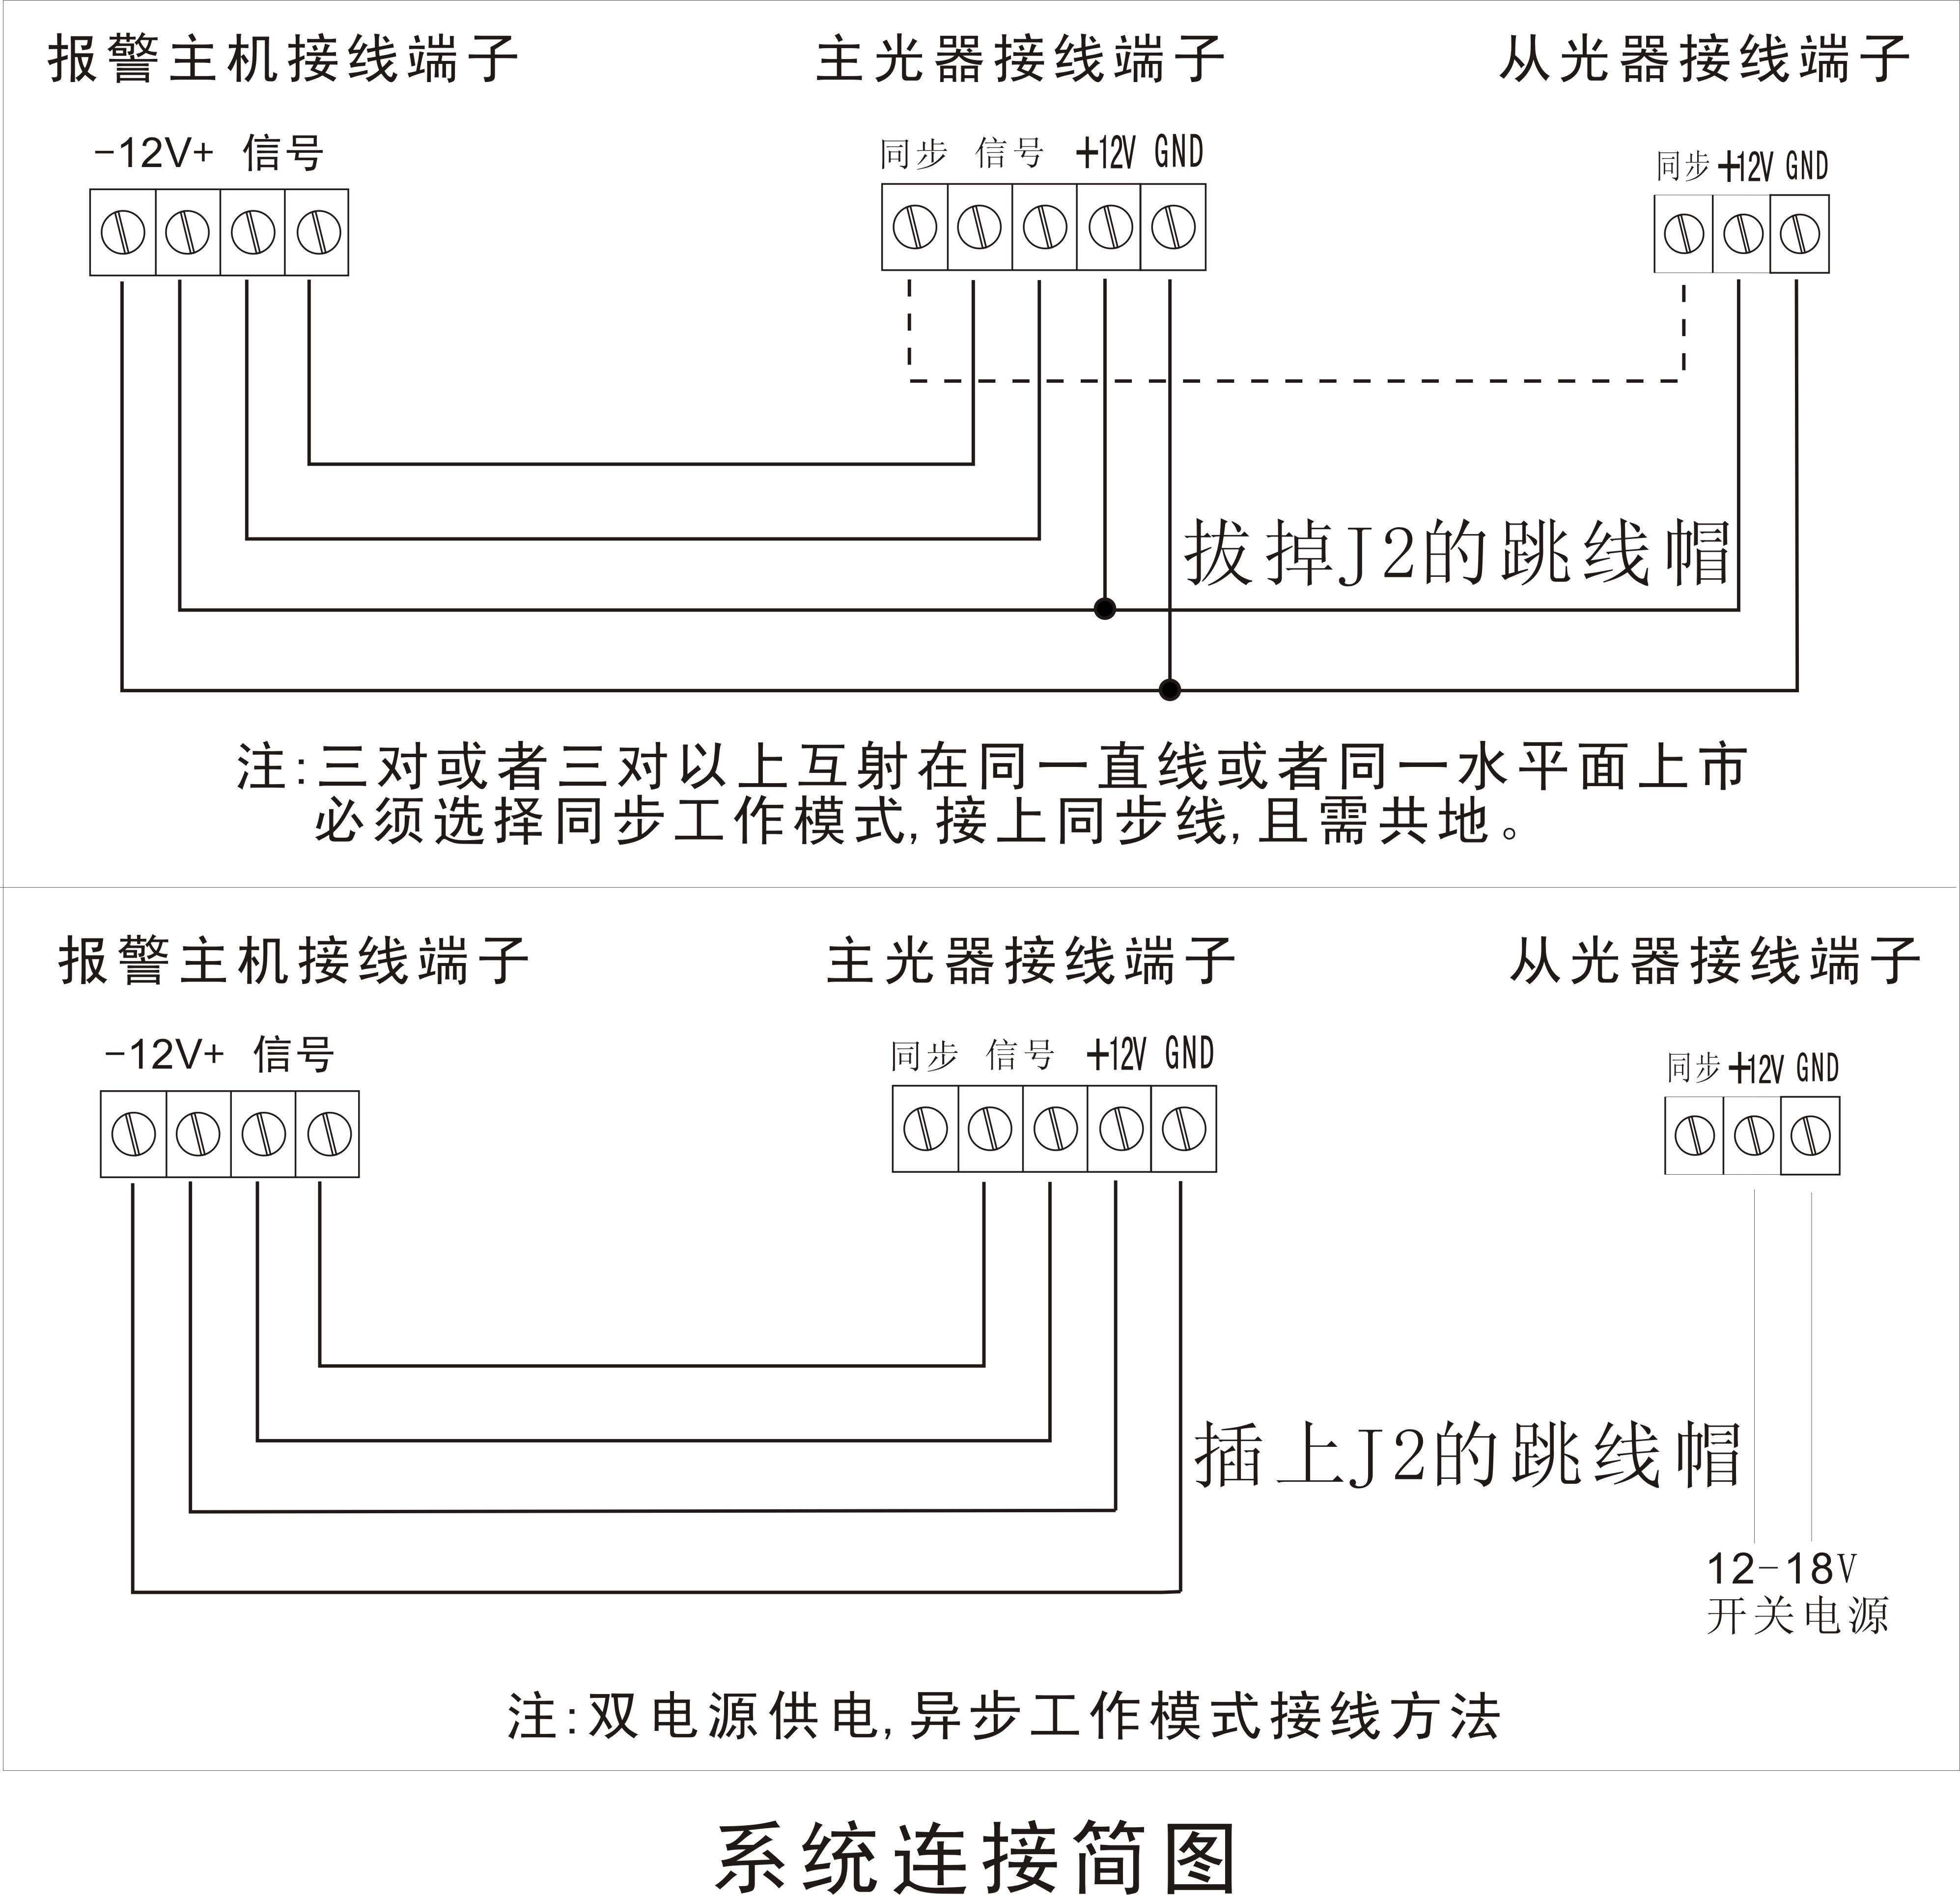 报警主机接线端子 主光器接线端子 从光器接线端子
-12V+ 信号 同步 信号 +12V GND 同步 +12V GND
拔掉J2的跳线帽
注:三对或者三对以上互射在同一直线或者同一水平面上市
必须选择同步工作模式,接上同步线,且需共地。
报警主机接线端子 主光器接线端子 从光器接线端子
-12V+ 信号 同步 信号 +12V GND 同步 +12V GND
插上J2的跳线帽
12-18V
开关电源
注:双电源供电,异步工作模式接线方法
系统连接简图